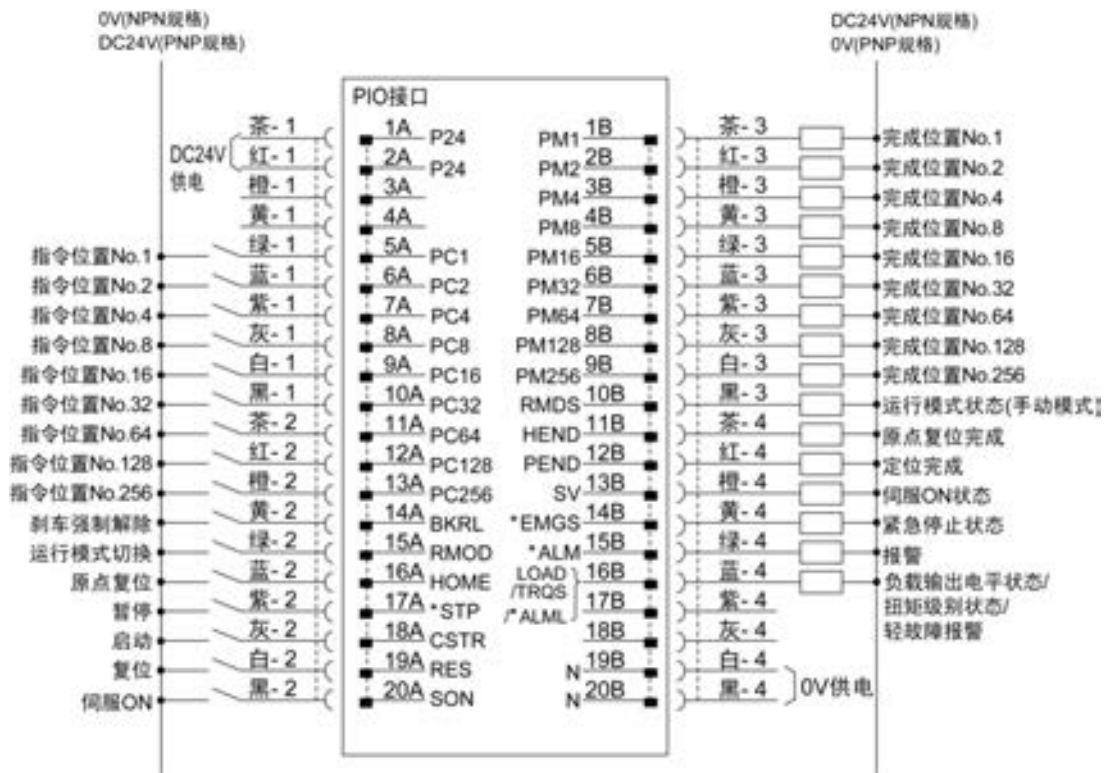 0V(NPN规格)
DC24V(PNP规格)
DC24V(NPN规格)
0V(PNP规格)
PIO接口
DC24V
供电
茶- 1 1A P24 PM1 1B 茶- 3 完成位置No.1
红- 1 2A P24 PM2 2B 红- 3 完成位置No.2
橙- 1 3A PM4 3B 橙- 3 完成位置No.4
黄- 1 4A PM8 4B 黄- 3 完成位置No.8
指令位置No.1 绿- 1 5A PC1 PM16 5B 绿- 3 完成位置No.16
指令位置No.2 蓝- 1 6A PC2 PM32 6B 蓝- 3 完成位置No.32
指令位置No.4 紫- 1 7A PC4 PM64 7B 紫- 3 完成位置No.64
指令位置No.8 灰- 1 8A PC8 PM128 8B 灰- 3 完成位置No.128
指令位置No.16 白- 1 9A PC16 PM256 9B 白- 3 完成位置No.256
指令位置No.32 黑- 1 10A PC32 RMDS 10B 黑- 3 运行模式状态(手动模式)
指令位置No.64 茶- 2 11A PC64 HEND 11B 茶- 4 原点复位完成
指令位置No.128 红- 2 12A PC128 PEND 12B 红- 4 定位完成
指令位置No.256 橙- 2 13A PC256 SV 13B 橙- 4 伺服ON状态
刹车强制解除 黄- 2 14A BKRL *EMGS 14B 黄- 4 紧急停止状态
运行模式切换 绿- 2 15A RMOD *ALM 15B 绿- 4 报警
原点复位 蓝- 2 16A HOME LOAD 16B 蓝- 4 负载输出电平状态/
/TRQS
扭矩级别状态/
暂停 紫- 2 17A *STP /*ALML 17B 紫- 4
轻故障报警
启动 灰- 2 18A CSTR 18B 灰- 4
复位 白- 2 19A RES N 19B 白- 4
0V供电
伺服ON 黑- 2 20A SON N 20B 黑- 4